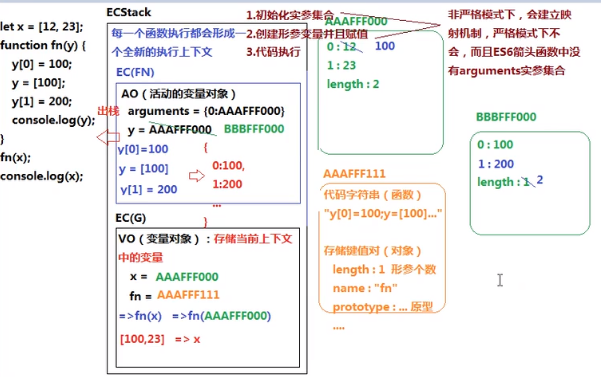 let x = [12, 23];
function fn(y) {
y[0] = 100;
y = [100];
y[1] = 200;
console.log(y);
}
fn(x);
console.log(x);
ECStack
每一个函数执行都会形成一
个全新的执行上下文
1.初始化实参集合
2.创建形参变量并且赋值
3.代码执行
非严格模式下，会建立映
射机制，严格模式下不
会，而且ES6箭头函数中没
有arguments实参集合
EC(FN)
AO（活动的变量对象）
arguments = {0:AAAFFF000}
y = AAAFFF000 BBBFFF000
y[0]=100
y = [100]
y[1] = 200
{
0:100,
1:200
...
}
出栈
EC(G)
VO（变量对象）：存储当前上下文
中的变量
x = AAAFFF000
fn = AAAFFF111
=>fn(x) =>fn(AAAFFF000)
[100,23] => x
AAAFFF000
0 : 12 100
1 : 23
length : 2
AAAFFF111
代码字符串（函数）
"y[0]=100;y=[100]..."
存储键值对（对象）
length : 1 形参个数
name : "fn"
prototype : ... 原型
....
BBBFFF000
0 : 100
1 : 200
length : 1 2